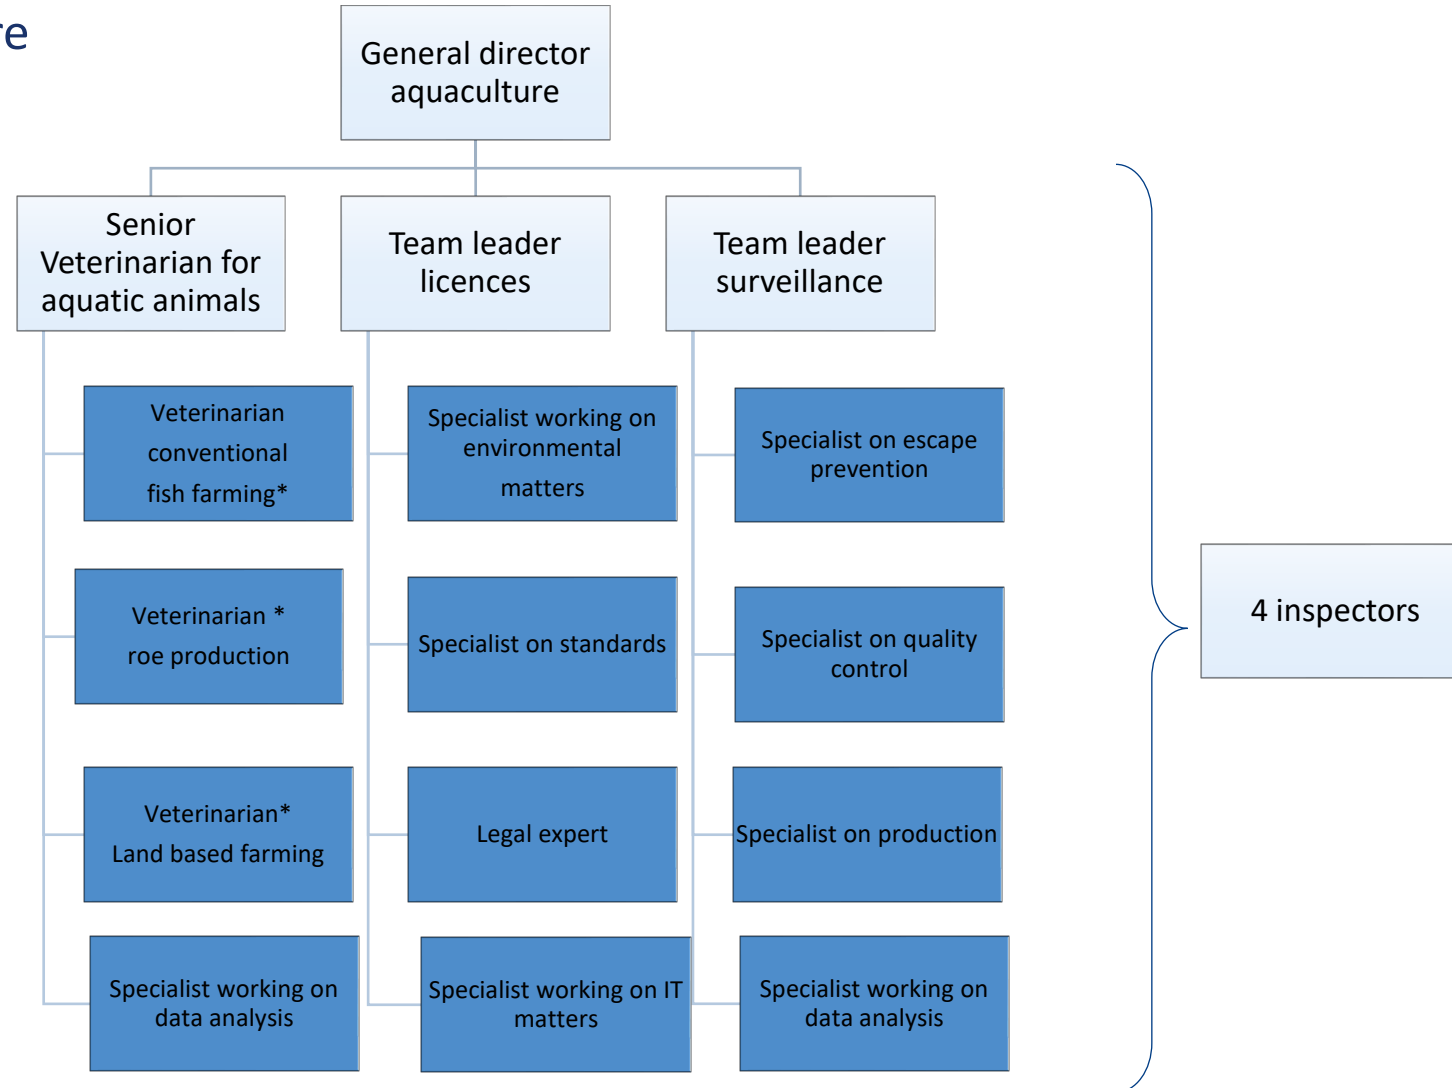 re
General director
aquaculture
Senior
Veterinarian for
aquatic animals
Team leader
licences
Team leader
surveillance
Veterinarian
conventional
fish farming*
Specialist working on
environmental
matters
Specialist on escape
prevention
Veterinarian *
roe production
Specialist on standards
Specialist on quality
control
4 inspectors
Veterinarian*
Land based farming
Legal expert
Specialist on production
Specialist working on
data analysis
Specialist working on IT
matters
Specialist working on
data analysis